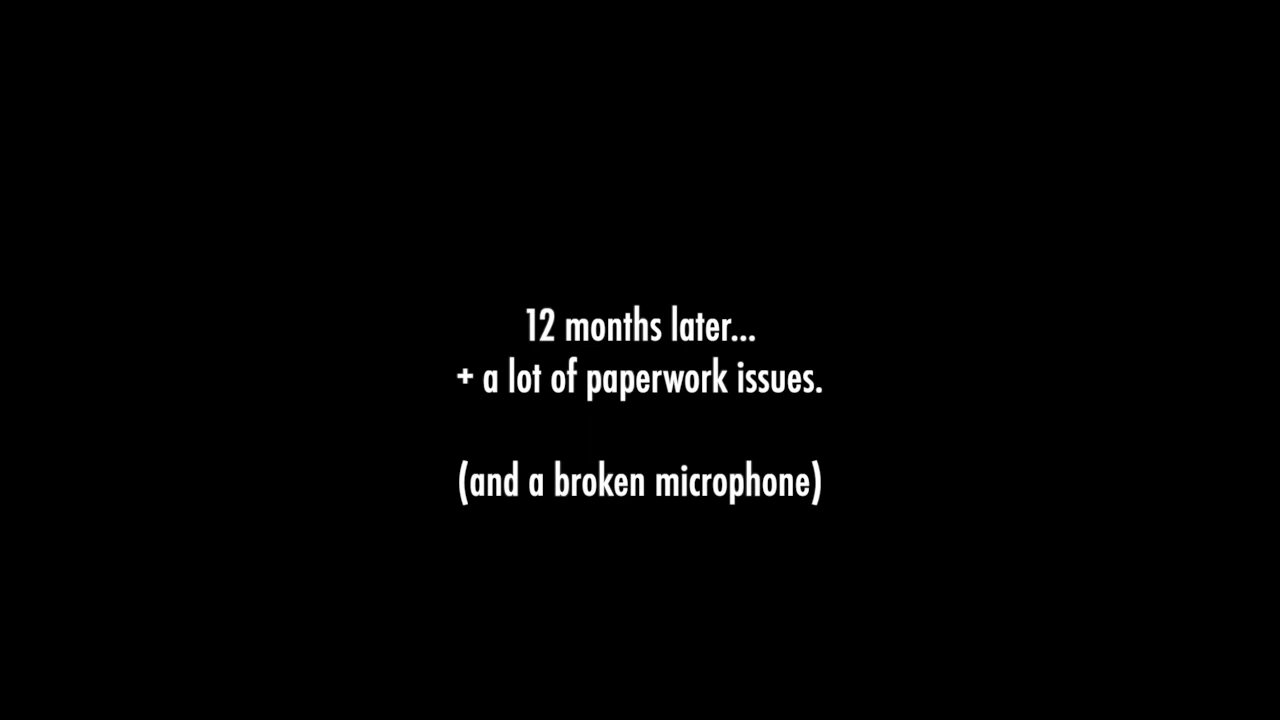 12 months later...
+ a lot of paperwork issues.
(and a broken microphone)